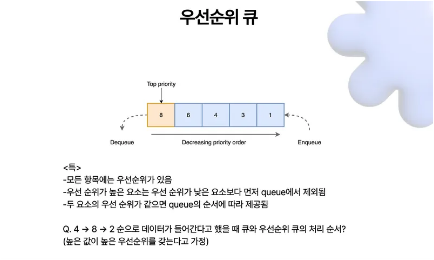 우선순위 큐
Top priority
8 6 4 3 1
Dequeue Decreasing priority order Enqueue
<특>
-모든 항목에는 우선순위가 있음
-우선 순위가 높은 요소는 우선 순위가 낮은 요소보다 먼저 queue에서 제외됨
-두 요소의 우선 순위가 같으면 queue의 순서에 따라 제공됨
Q. 4 → 8 → 2 순으로 데이터가 들어간다고 했을 때 큐와 우선순위 큐의 처리 순서?
(높은 값이 높은 우선순위를 갖는다고 가정)